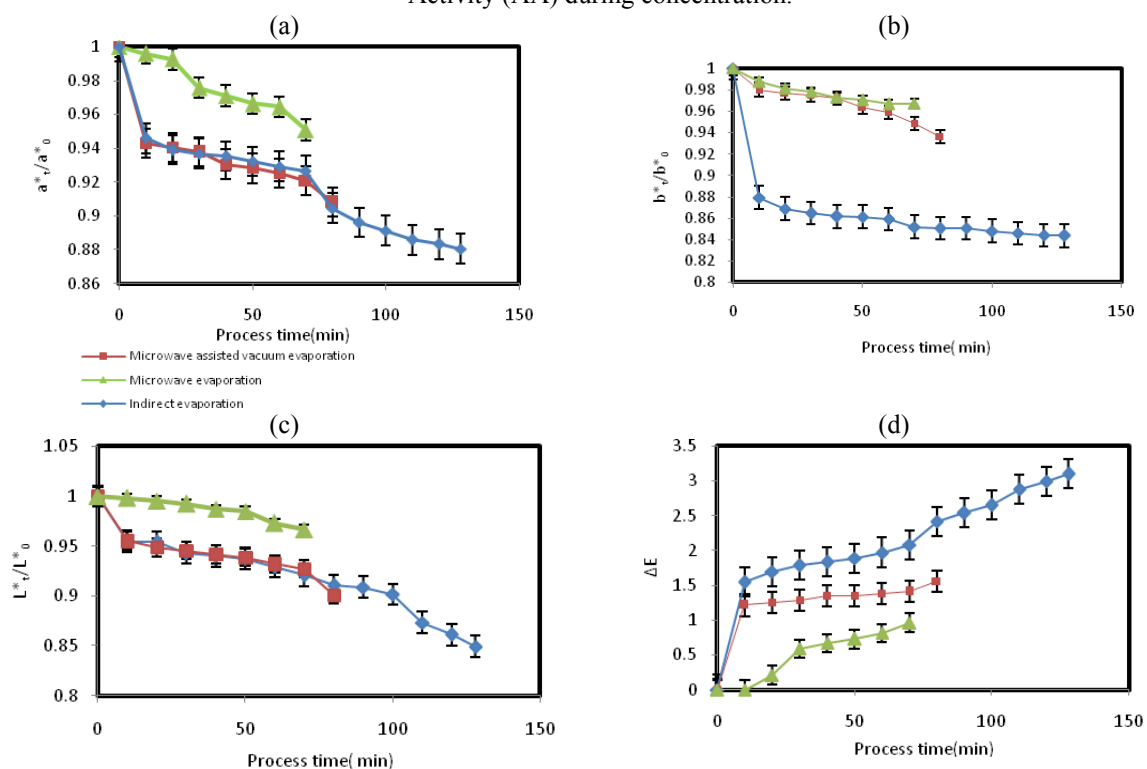 Activity (AA) during concentration.
(a)
1
0.98
0.96
0.94
0.92
0.9
0.88
0.86
a*t/a*0
0 50 100 150
Process time(min)
(b)
1
0.98
0.96
0.94
0.92
0.9
0.88
0.86
0.84
0.82
0.8
b*t/b*0
0 50 100 150
Process time( min)
Microwave assisted vacuum evaporation
Microwave evaporation
Indirect evaporation
(c)
1.05
1
0.95
0.9
0.85
0.8
L*t/L*0
0 50 100 150
Process time( min)
(d)
3.5
3
2.5
2
1.5
1
0.5
0
ΔE
0 50 100 150
Process time(min)